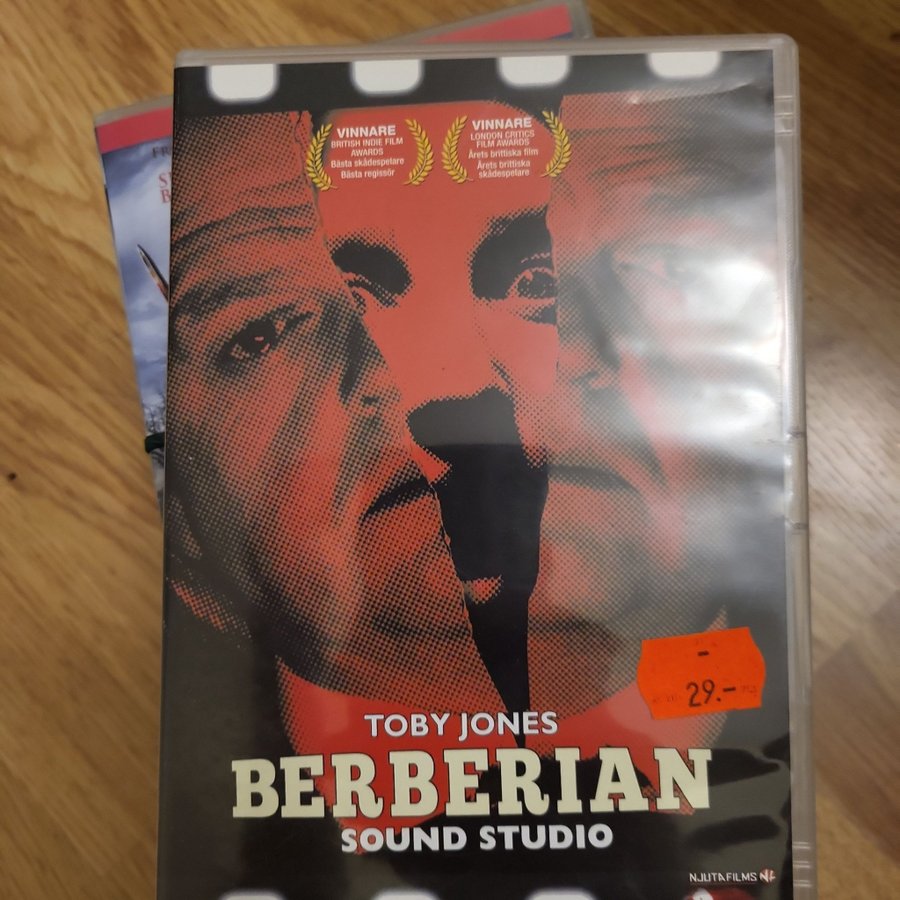 FR
VINNARE
BRITISH INDIE FILM
AWARDS
Bästa skådespelare
Bästa regissör
VINNARE
LONDON CRITICS
FILM AWARDS
Årets brittiska film
Årets brittiska
skådespelare
-
29.-
TOBY JONES
BERBERIAN
SOUND STUDIO
NJUTAFILMS